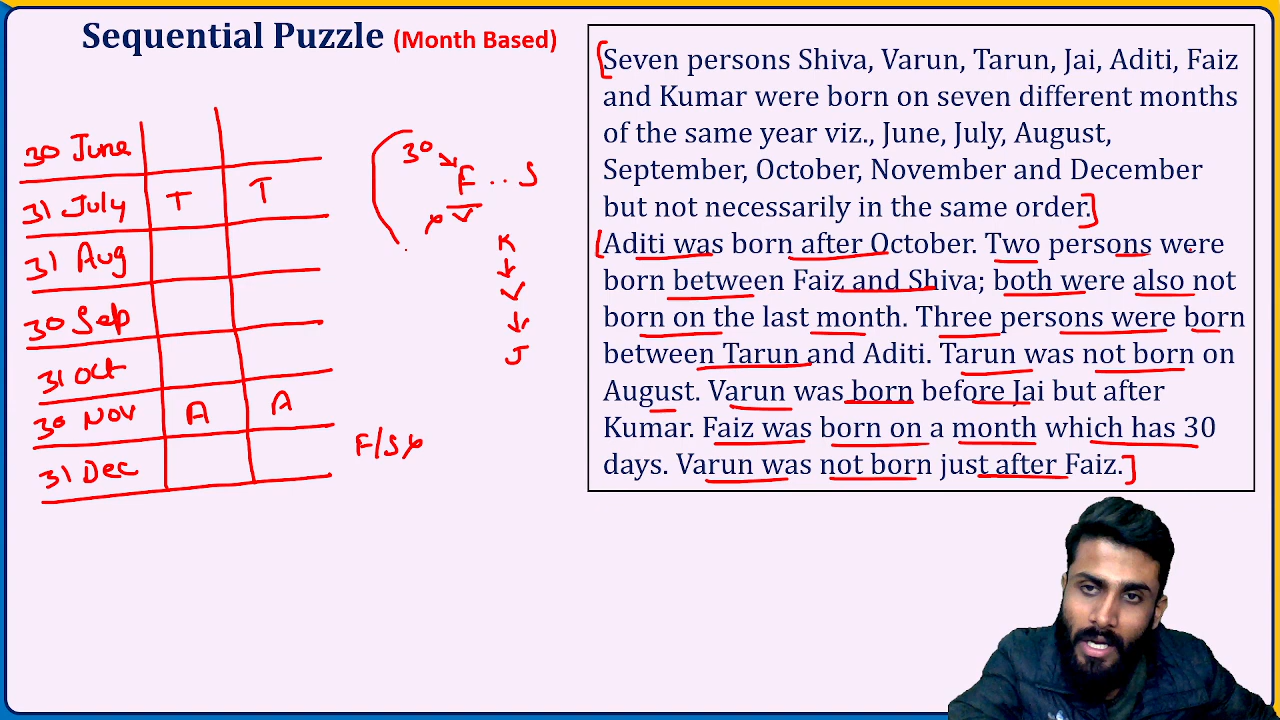 Sequential Puzzle (Month Based)
Seven persons Shiva, Varun, Tarun, Jai, Aditi, Faiz
and Kumar were born on seven different months
of the same year viz., June, July, August,
September, October, November and December
but not necessarily in the same order.
Aditi was born after October. Two persons were
born between Faiz and Shiva; both were also not
born on the last month. Three persons were born
between Tarun and Aditi. Tarun was not born on
August. Varun was born before Jai but after
Kumar. Faiz was born on a month which has 30
days. Varun was not born just after Faiz.
30 June
31 July T T
31 Aug
30 Sep
31 Oct
30 Nov A A
31 Dec
30
F .. S
V
K
V
J
F/S x